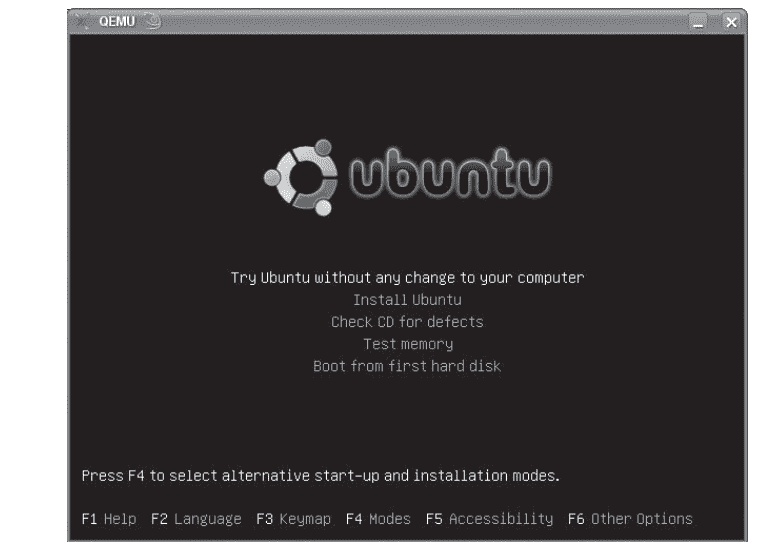 QEMU
ubuntu
Try Ubuntu without any change to your computer
Install Ubuntu
Check CD for defects
Test memory
Boot from first hard disk
Press F4 to select alternative start-up and installation modes.
F1 Help F2 Language F3 Keymap F4 Modes F5 Accessibility F6 Other Options